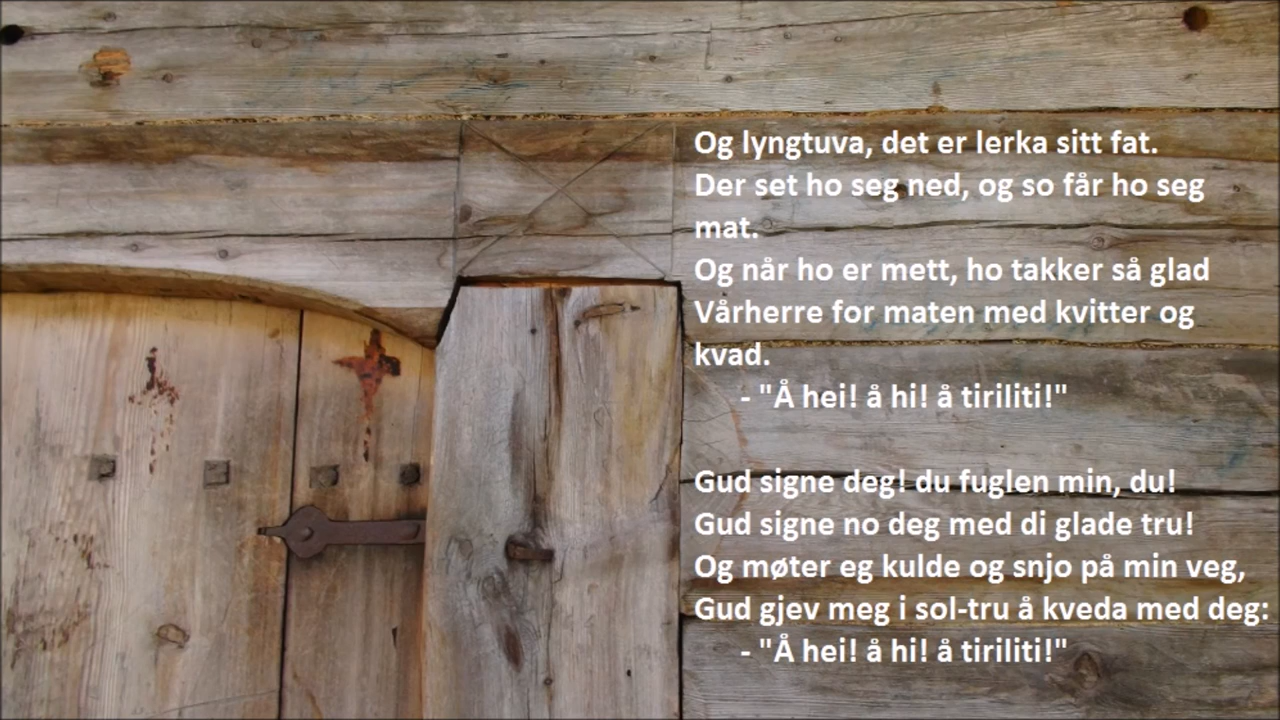 Og lyngtuva, det er lerka sitt fat.
Der set ho seg ned, og so får ho seg
mat.
Og når ho er mett, ho takker så glad
Vårherre for maten med kvitter og
kvad.
- "Å hei! å hi! å tiriliti!"
Gud signe deg! du fuglen min, du!
Gud signe no deg med di glade tru!
Og møter eg kulde og snjo på min veg,
Gud gjev meg i sol-tru å kveda med deg:
- "Å hei! å hi! å tiriliti!"